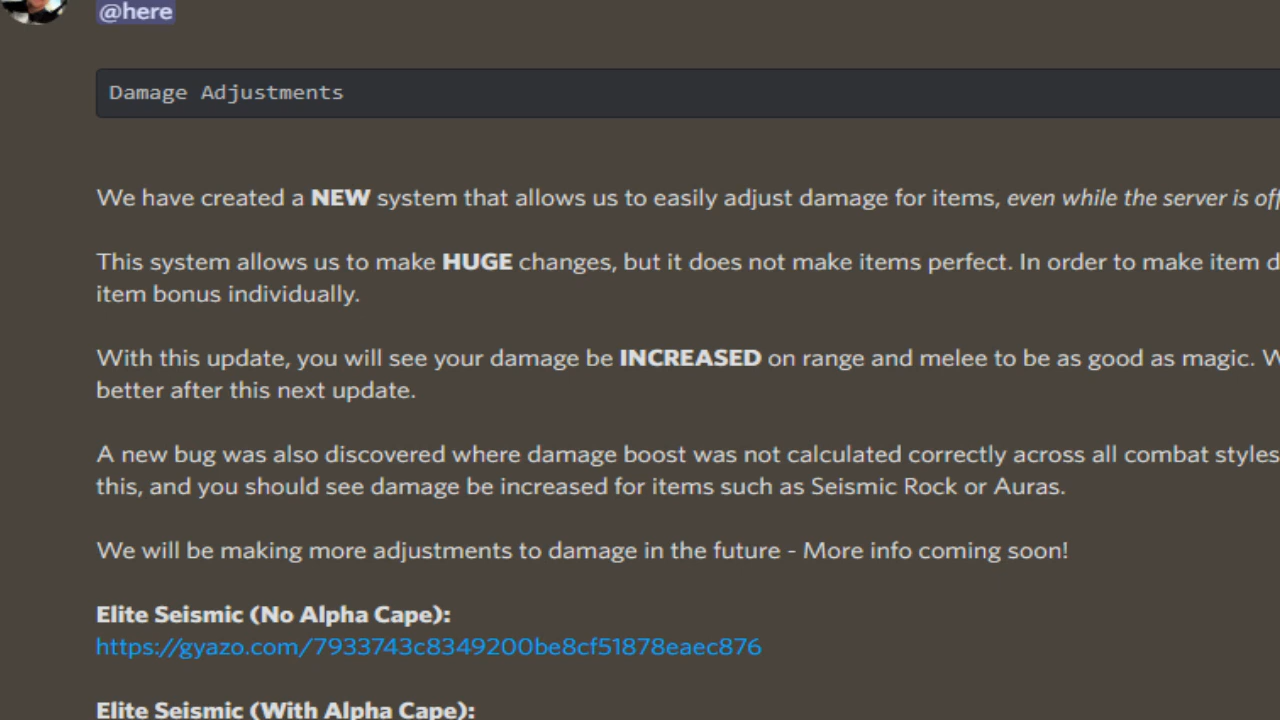 @here
Damage Adjustments
We have created a NEW system that allows us to easily adjust damage for items, even while the server is
This system allows us to make HUGE changes, but it does not make items perfect. In order to make item
item bonus individually.
With this update, you will see your damage be INCREASED on range and melee to be as good as magic.
better after this next update.
A new bug was also discovered where damage boost was not calculated correctly across all combat styles
this, and you should see damage be increased for items such as Seismic Rock or Auras.
We will be making more adjustments to damage in the future - More info coming soon!
Elite Seismic (No Alpha Cape):
https://gyazo.com/7933743c8349200be8cf51878eaec876
Elite Seismic (With Alpha Cape):